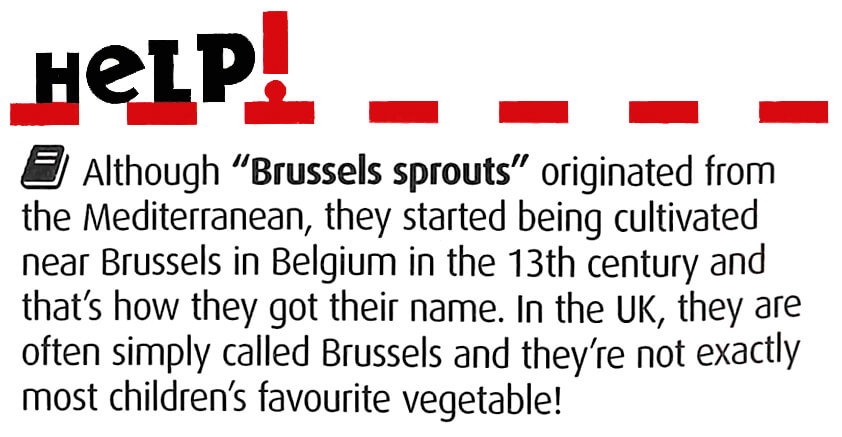 HeLP!
Although “Brussels sprouts” originated from
the Mediterranean, they started being cultivated
near Brussels in Belgium in the 13th century and
that’s how they got their name. In the UK, they are
often simply called Brussels and they’re not exactly
most children’s favourite vegetable!